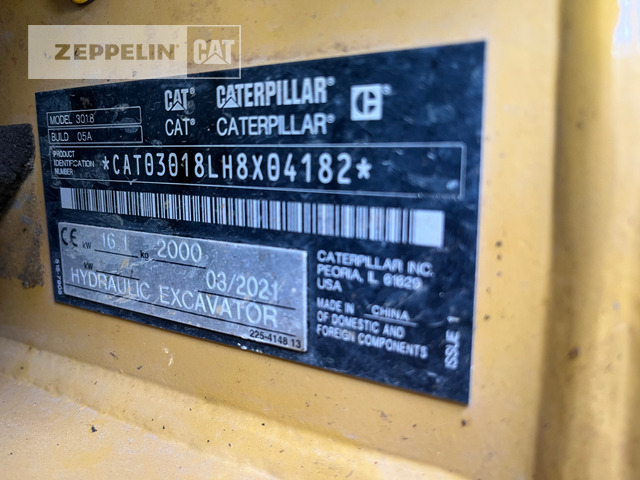 ZEPPELIN CAT
CAT CATERPILLAR
CAT® CATERPILLAR®
MODEL 3018
BUILD 05A
PRODUCT IDENTIFICATION NUMBER
*CAT03018LH8X04182*
CE kW 16.1 kg 2000
kW 03/2021
HYDRAULIC EXCAVATOR
225-4148 13
CATERPILLAR INC.
PEORIA, IL 61629
USA
MADE IN CHINA
OF DOMESTIC AND
FOREIGN COMPONENTS
ISSUE 1